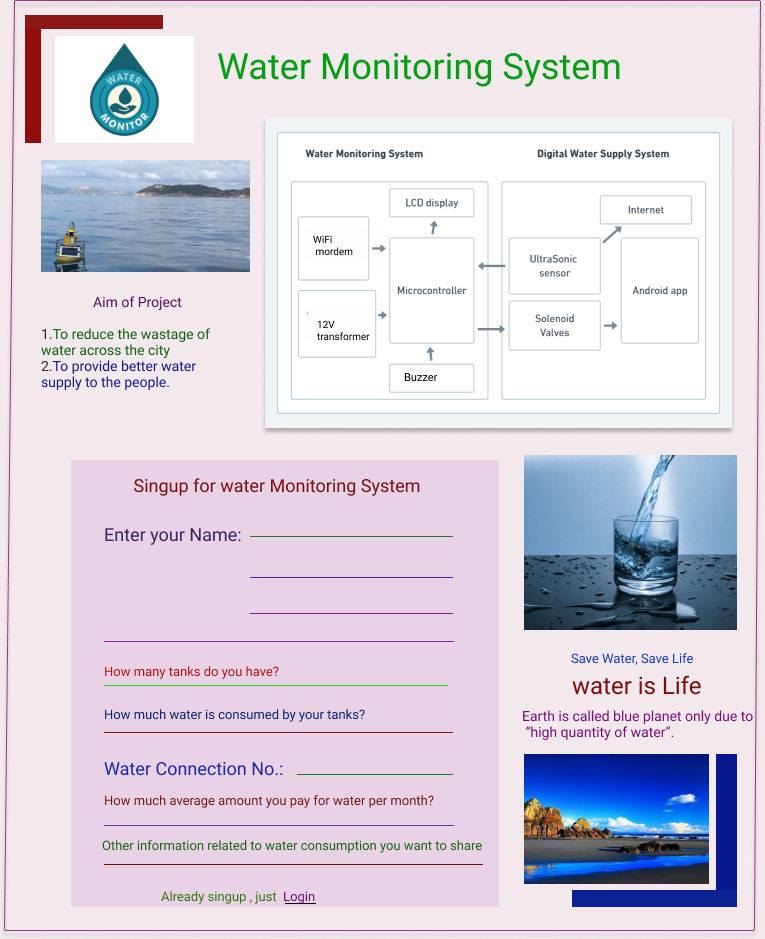 WATER
MONITOR
Water Monitoring System
Water Monitoring System
Digital Water Supply System
LCD display
Internet
WiFi
mordem
UltraSonic
sensor
Microcontroller
Android app
12V
transformer
Solenoid
Valves
Buzzer
Aim of Project
1.To reduce the wastage of
water across the city
2.To provide better water
supply to the people.
Singup for water Monitoring System
Enter your Name:
How many tanks do you have?
How much water is consumed by your tanks?
Water Connection No.:
How much average amount you pay for water per month?
Other information related to water consumption you want to share
Already singup , just Login
Save Water, Save Life
water is Life
Earth is called blue planet only due to
“high quantity of water”.